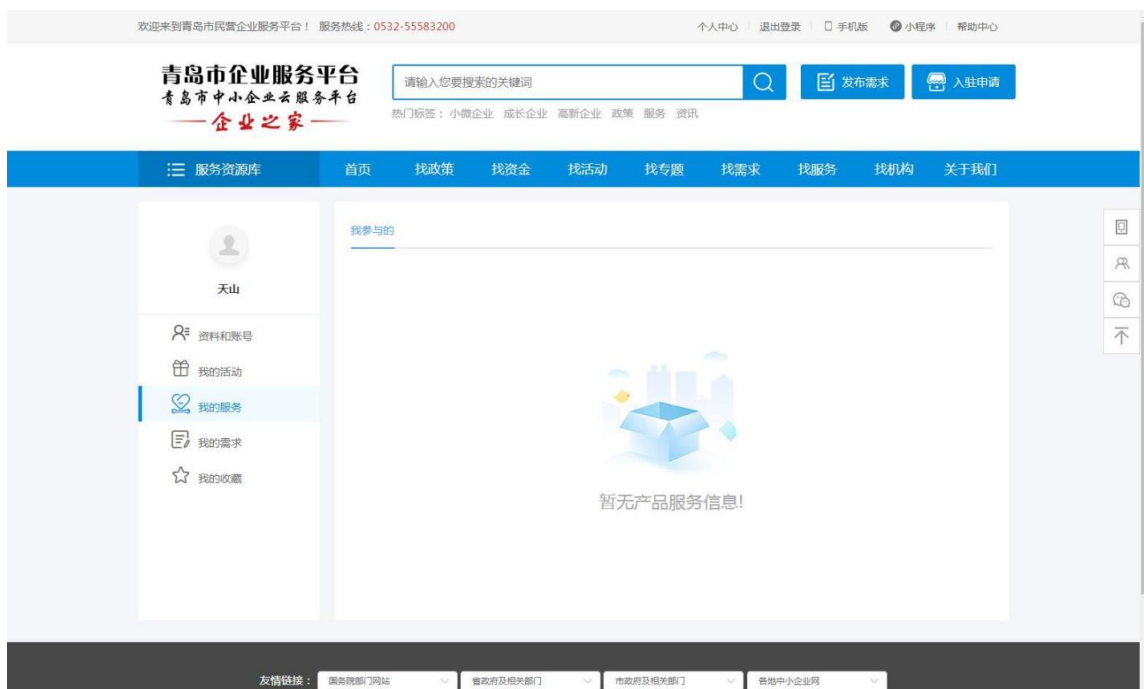 欢迎来到青岛市民营企业服务平台! 服务热线:0532-55583200
个人中心 退出登录 手机版 小程序 帮助中心
青岛市企业服务平台
青岛市中小企业云服务平台
企业之家
请输入您要搜索的关键词
发布需求
入驻申请
热门标签: 小微企业 成长企业 高新企业 政策 服务 资讯
服务资源库 首页 找政策 找资金 找活动 找专题 找需求 找服务 找机构 关于我们
天山
资料和账号
我的活动
我的服务
我的需求
我的收藏
我参与的
暂无产品服务信息!
友情链接: 国务院部门网站 省政府及相关部门 市政府及相关部门 各地中小企业网